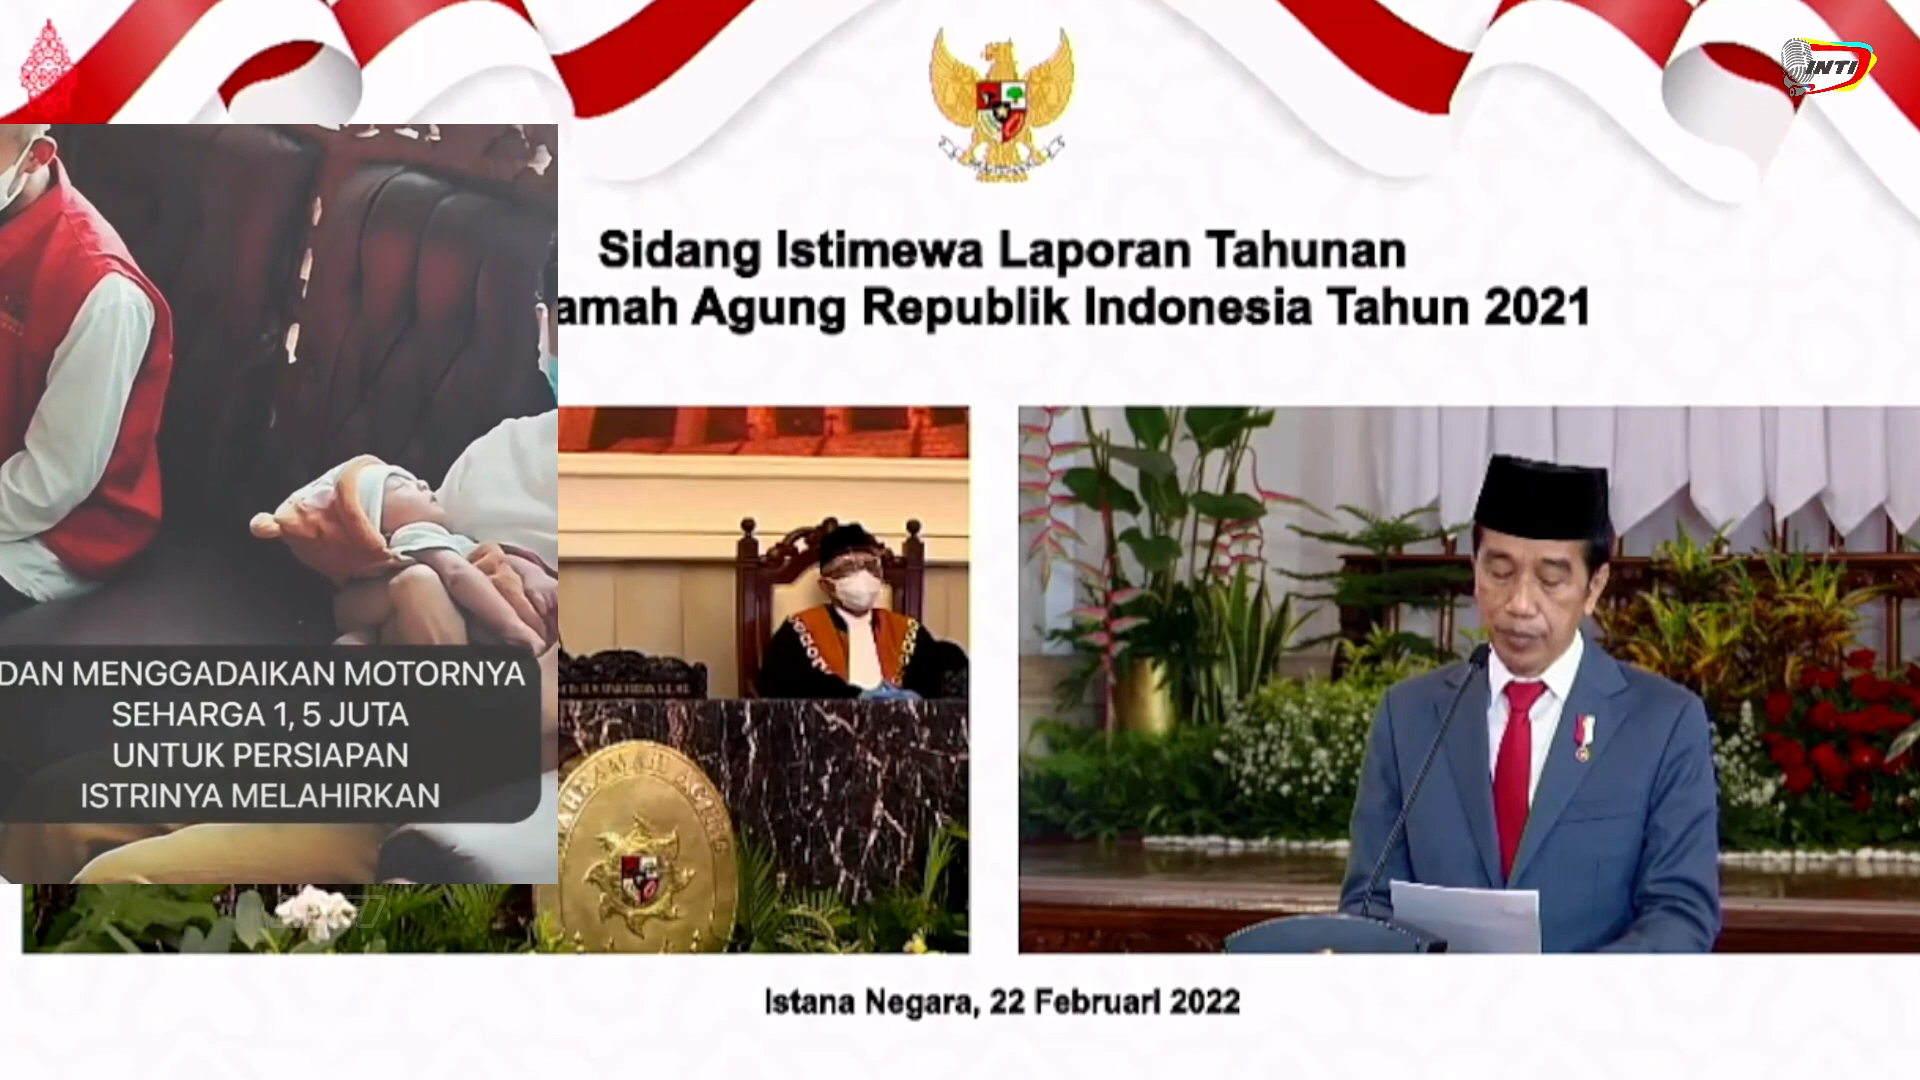 INTI
Sidang Istimewa Laporan Tahunan
amah Agung Republik Indonesia Tahun 2021
DAN MENGGADAIKAN MOTORNYA
SEHARGA 1, 5 JUTA
UNTUK PERSIAPAN
ISTRINYA MELAHIRKAN
Istana Negara, 22 Februari 2022